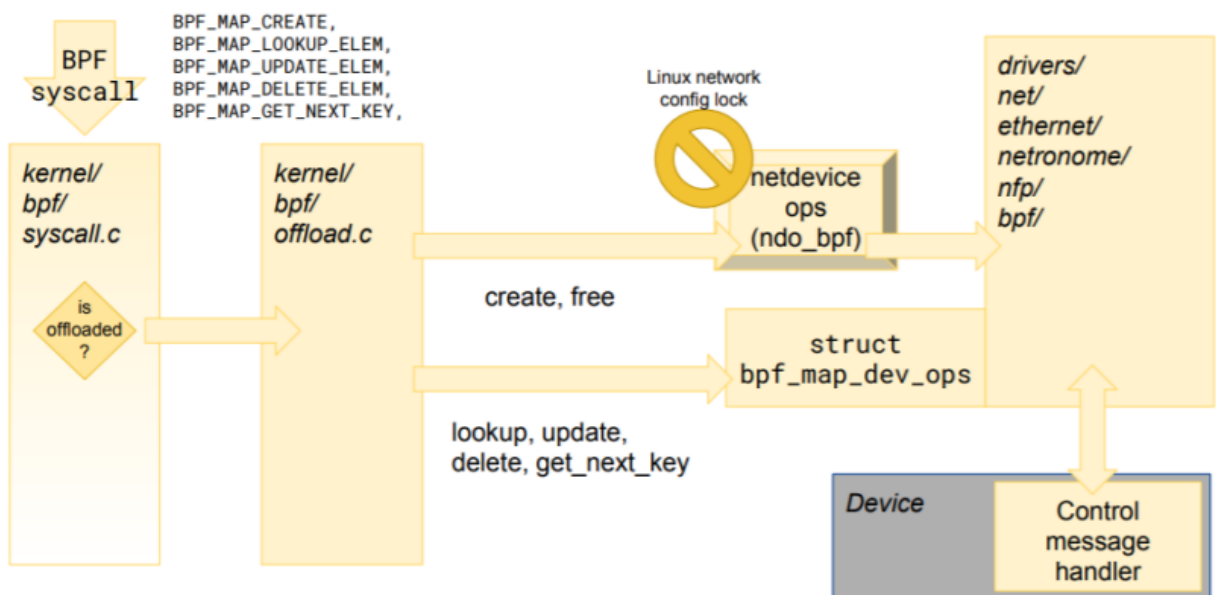 BPF
syscall
BPF_MAP_CREATE,
BPF_MAP_LOOKUP_ELEM,
BPF_MAP_UPDATE_ELEM,
BPF_MAP_DELETE_ELEM,
BPF_MAP_GET_NEXT_KEY,
kernel/
bpf/
syscall.c
is
offloaded
?
kernel/
bpf/
offload.c
Linux network
config lock
netdevice
ops
(ndo_bpf)
create, free
struct
bpf_map_dev_ops
lookup, update,
delete, get_next_key
drivers/
net/
ethernet/
netronome/
nfp/
bpf/
Device
Control
message
handler